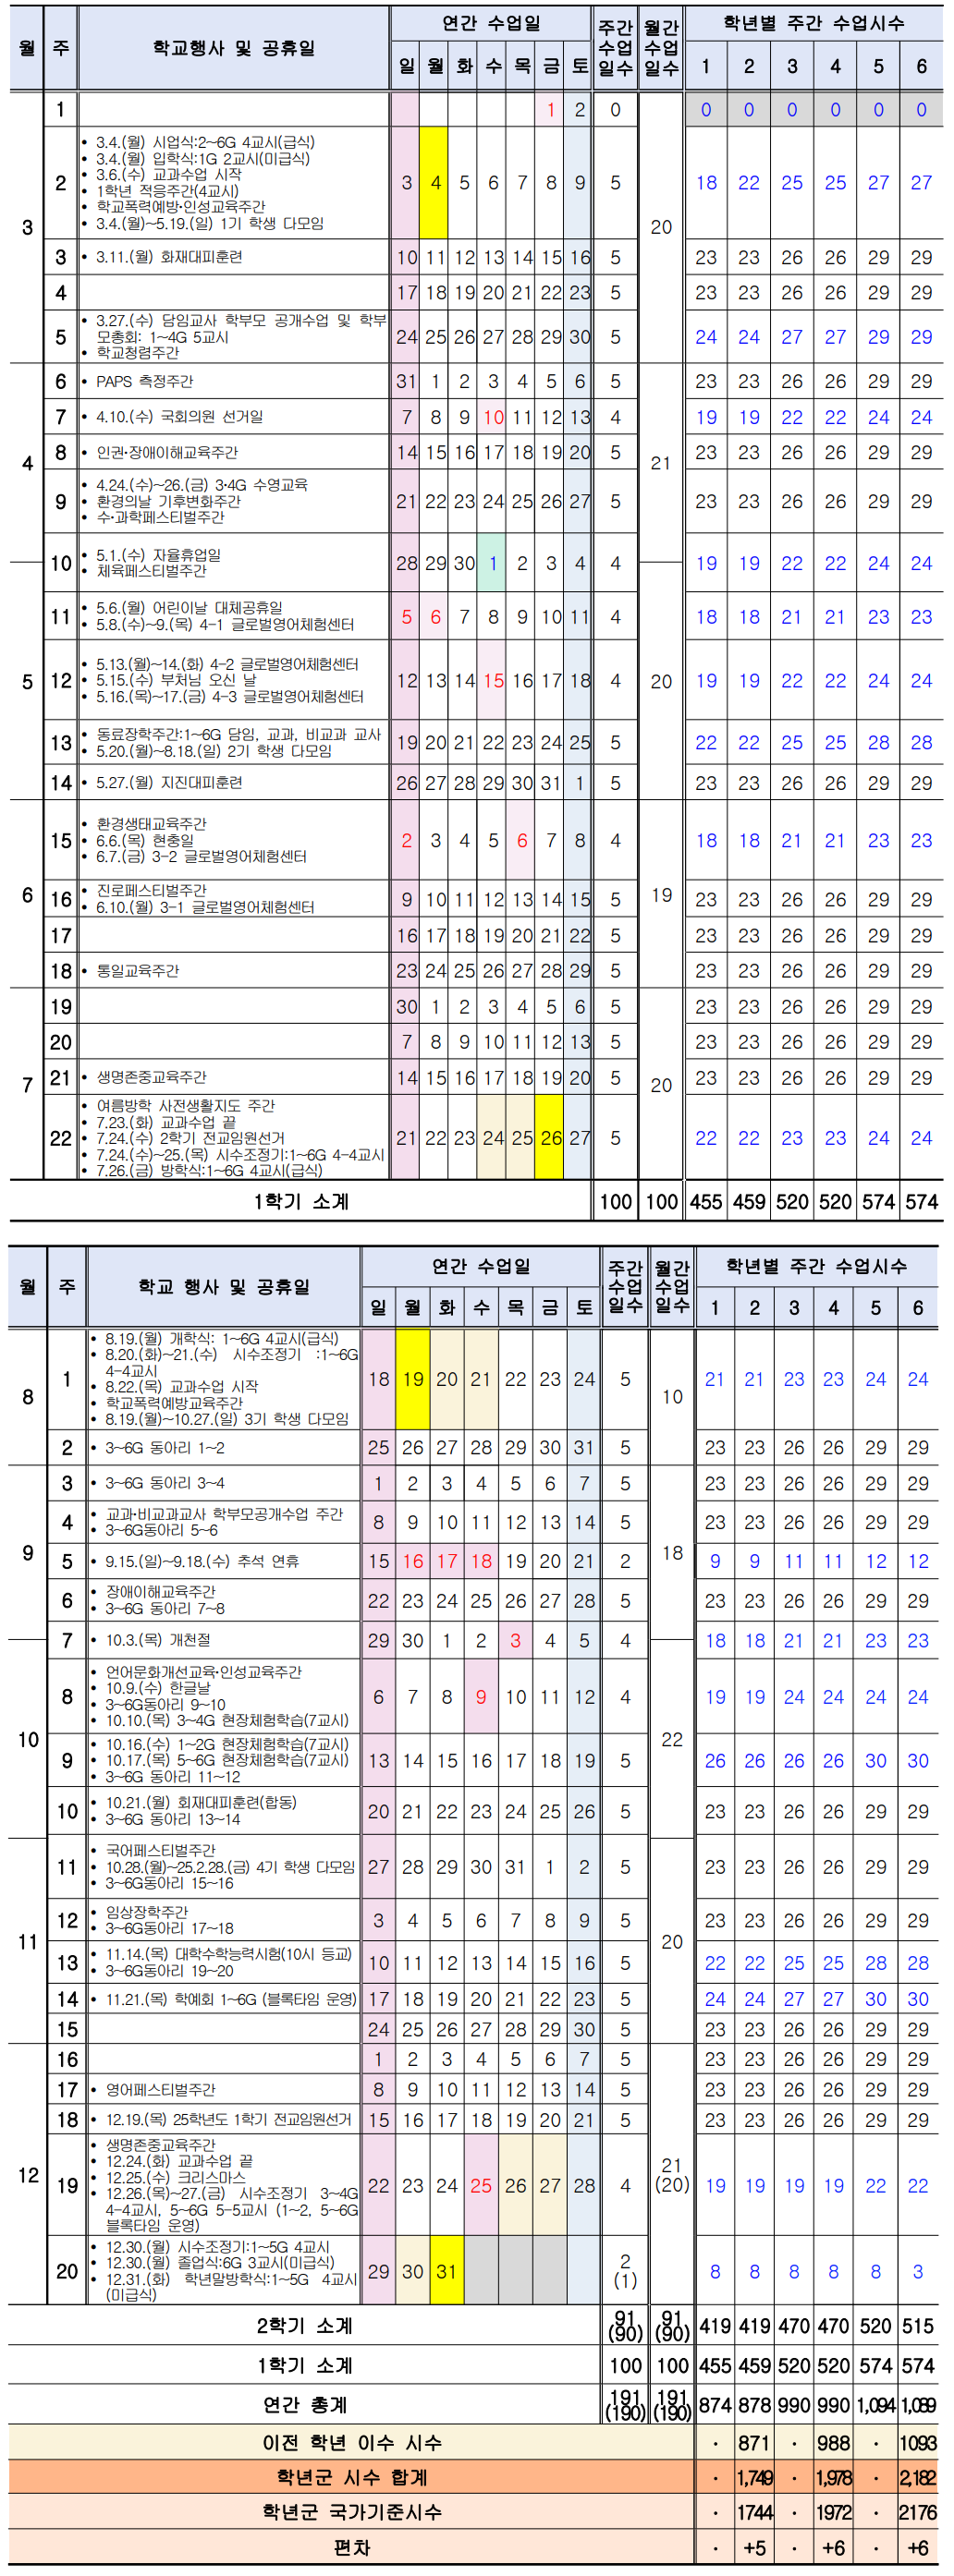 월 주 학교행사 및 공휴일 연간 수업일 주간 수업 일수 월간 수업 일수 학년별 주간 수업시수
일 월 화 수 목 금 토 1 2 3 4 5 6
3
1 1 2 0 0 0 0 0 0 0
2
• 3.4.(월) 시업식:2~6G 4교시(급식)
• 3.4.(월) 입학식:1G 2교시(미급식)
• 3.6.(수) 교과수업 시작
• 1학년 적응주간(4교시)
• 학교폭력예방·인성교육주간
• 3.4.(월)~5.19.(일) 1기 학생 다모임
3 4 5 6 7 8 9 5 20 18 22 25 25 27 27
3 • 3.11.(월) 화재대피훈련 10 11 12 13 14 15 16 5 23 23 26 26 29 29
4 17 18 19 20 21 22 23 5 23 23 26 26 29 29
5
• 3.27.(수) 담임교사 학부모 공개수업 및 학부
모총회: 1~4G 5교시
• 학교청렴주간
24 25 26 27 28 29 30 5 24 24 27 27 29 29
4
6 • PAPS 측정주간 31 1 2 3 4 5 6 5 23 23 26 26 29 29
7 • 4.10.(수) 국회의원 선거일 7 8 9 10 11 12 13 4 19 19 22 22 24 24
8 • 인권·장애이해교육주간 14 15 16 17 18 19 20 5 21 23 23 26 26 29 29
9
• 4.24.(수)~26.(금) 3·4G 수영교육
• 환경의날 기후변화주간
• 수·과학페스티벌주간
21 22 23 24 25 26 27 5 23 23 26 26 29 29
10
• 5.1.(수) 자율휴업일
• 체육페스티벌주간
28 29 30 1 2 3 4 4 19 19 22 22 24 24
5
11
• 5.6.(월) 어린이날 대체공휴일
• 5.8.(수)~9.(목) 4-1 글로벌영어체험센터
5 6 7 8 9 10 11 4 18 18 21 21 23 23
12
• 5.13.(월)~14.(화) 4-2 글로벌영어체험센터
• 5.15.(수) 부처님 오신 날
• 5.16.(목)~17.(금) 4-3 글로벌영어체험센터
12 13 14 15 16 17 18 4 20 19 19 22 22 24 24
13
• 동료장학주간:1~6G 담임, 교과, 비교과 교사
• 5.20.(월)~8.18.(일) 2기 학생 다모임
19 20 21 22 23 24 25 5 22 22 25 25 28 28
14 • 5.27.(월) 지진대피훈련 26 27 28 29 30 31 1 5 23 23 26 26 29 29
6
15
• 환경생태교육주간
• 6.6.(목) 현충일
• 6.7.(금) 3-2 글로벌영어체험센터
2 3 4 5 6 7 8 4 18 18 21 21 23 23
16
• 진로페스티벌주간
• 6.10.(월) 3-1 글로벌영어체험센터
9 10 11 12 13 14 15 5 19 23 23 26 26 29 29
17 16 17 18 19 20 21 22 5 23 23 26 26 29 29
18 • 통일교육주간 23 24 25 26 27 28 29 5 23 23 26 26 29 29
7
19 30 1 2 3 4 5 6 5 23 23 26 26 29 29
20 7 8 9 10 11 12 13 5 23 23 26 26 29 29
21 • 생명존중교육주간 14 15 16 17 18 19 20 5 20 23 23 26 26 29 29
22
• 여름방학 사전생활지도 주간
• 7.23.(화) 교과수업 끝
• 7.24.(수) 2학기 전교임원선거
• 7.24.(수)~25.(목) 시수조정기:1~6G 4-4교시
• 7.26.(금) 방학식:1~6G 4교시(급식)
21 22 23 24 25 26 27 5 22 22 23 23 24 24
1학기 소계 100 100 455 459 520 520 574 574
월 주 학교 행사 및 공휴일 연간 수업일 주간 수업 일수 월간 수업 일수 학년별 주간 수업시수
일 월 화 수 목 금 토 1 2 3 4 5 6
8
1
• 8.19.(월) 개학식: 1~6G 4교시(급식)
• 8.20.(화)~21.(수) 시수조정기 :1~6G
4-4교시
• 8.22.(목) 교과수업 시작
• 학교폭력예방교육주간
• 8.19.(월)~10.27.(일) 3기 학생 다모임
18 19 20 21 22 23 24 5 10 21 21 23 23 24 24
2 • 3~6G 동아리 1~2 25 26 27 28 29 30 31 5 23 23 26 26 29 29
9
3 • 3~6G 동아리 3~4 1 2 3 4 5 6 7 5 23 23 26 26 29 29
4
• 교과·비교과교사 학부모공개수업 주간
• 3~6G동아리 5~6
8 9 10 11 12 13 14 5 23 23 26 26 29 29
5 • 9.15.(일)~9.18.(수) 추석 연휴 15 16 17 18 19 20 21 2 18 9 9 11 11 12 12
6
• 장애이해교육주간
• 3~6G 동아리 7~8
22 23 24 25 26 27 28 5 23 23 26 26 29 29
7 • 10.3.(목) 개천절 29 30 1 2 3 4 5 4 18 18 21 21 23 23
10
8
• 언어문화개선교육·인성교육주간
• 10.9.(수) 한글날
• 3~6G동아리 9~10
• 10.10.(목) 3~4G 현장체험학습(7교시)
6 7 8 9 10 11 12 4 19 19 24 24 24 24
9
• 10.16.(수) 1~2G 현장체험학습(7교시)
• 10.17.(목) 5~6G 현장체험학습(7교시)
• 3~6G 동아리 11~12
13 14 15 16 17 18 19 5 22 26 26 26 26 30 30
10
• 10.21.(월) 회재대피훈련(합동)
• 3~6G 동아리 13~14
20 21 22 23 24 25 26 5 23 23 26 26 29 29
11
11
• 국어페스티벌주간
• 10.28.(월)~25.2.28.(금) 4기 학생 다모임
• 3~6G동아리 15~16
27 28 29 30 31 1 2 5 23 23 26 26 29 29
12
• 임상장학주간
• 3~6G동아리 17~18
3 4 5 6 7 8 9 5 23 23 26 26 29 29
13
• 11.14.(목) 대학수학능력시험(10시 등교)
• 3~6G동아리 19~20
10 11 12 13 14 15 16 5 20 22 22 25 25 28 28
14 • 11.21.(목) 학예회 1~6G (블록타임 운영) 17 18 19 20 21 22 23 5 24 24 27 27 30 30
15 24 25 26 27 28 29 30 5 23 23 26 26 29 29
12
16 1 2 3 4 5 6 7 5 23 23 26 26 29 29
17 • 영어페스티벌주간 8 9 10 11 12 13 14 5 23 23 26 26 29 29
18 • 12.19.(목) 25학년도 1학기 전교임원선거 15 16 17 18 19 20 21 5 23 23 26 26 29 29
19
• 생명존중교육주간
• 12.24.(화) 교과수업 끝
• 12.25.(수) 크리스마스
• 12.26.(목)~27.(금) 시수조정기 3~4G
4-4교시, 5~6G 5-5교시 (1~2, 5~6G
블록타임 운영)
22 23 24 25 26 27 28 4 21 (20) 19 19 19 19 22 22
20
• 12.30.(월) 시수조정기:1~5G 4교시
• 12.30.(월) 졸업식:6G 3교시(미급식)
• 12.31.(화) 학년말방학식:1~5G 4교시
(미급식)
29 30 31 2 (1) 8 8 8 8 8 3
2학기 소계 91 (90) 91 (90) 419 419 470 470 520 515
1학기 소계 100 100 455 459 520 520 574 574
연간 총계 191 (190) 191 (190) 874 878 990 990 1,094 1,089
이전 학년 이수 시수 · 871 · 988 · 1093
학년군 시수 합계 · 1,749 · 1,978 · 2,182
학년군 국가기준시수 · 1744 · 1972 · 2176
편차 · +5 · +6 · +6